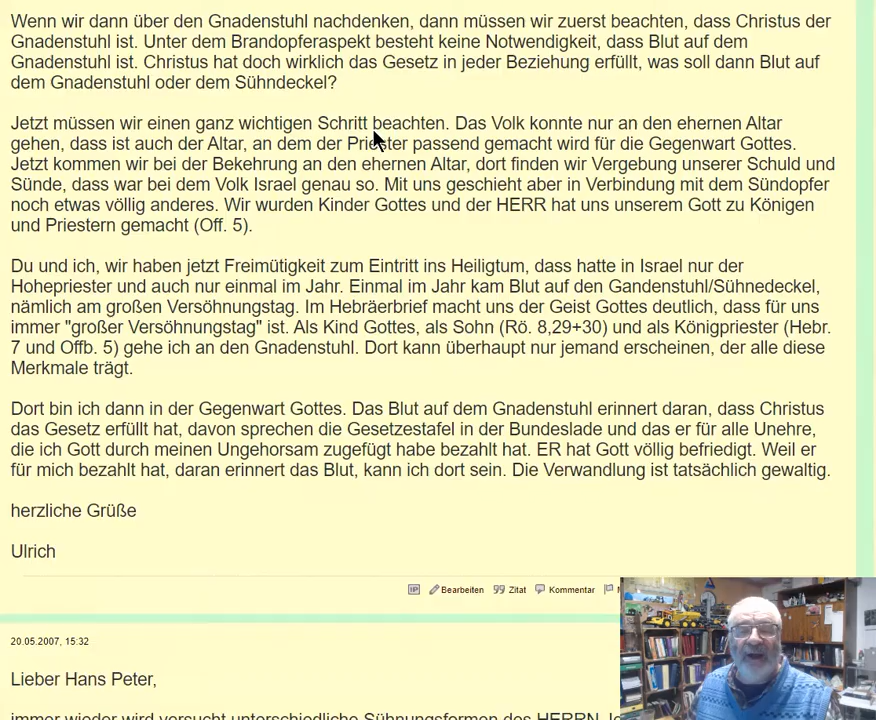 Wenn wir dann über den Gnadenstuhl nachdenken, dann müssen wir zuerst beachten, dass Christus der
Gnadenstuhl ist. Unter dem Brandopferaspekt besteht keine Notwendigkeit, dass Blut auf dem
Gnadenstuhl ist. Christus hat doch wirklich das Gesetz in jeder Beziehung erfüllt, was soll dann Blut auf
dem Gnadenstuhl oder dem Sühndeckel?
Jetzt müssen wir einen ganz wichtigen Schritt beachten. Das Volk konnte nur an den ehernen Altar
gehen, dass ist auch der Altar, an dem der Priester passend gemacht wird für die Gegenwart Gottes.
Jetzt kommen wir bei der Bekehrung an den ehernen Altar, dort finden wir Vergebung unserer Schuld und
Sünde, dass war bei dem Volk Israel genau so. Mit uns geschieht aber in Verbindung mit dem Sündopfer
noch etwas völlig anderes. Wir wurden Kinder Gottes und der HERR hat uns unserem Gott zu Königen
und Priestern gemacht (Off. 5).
Du und ich, wir haben jetzt Freimütigkeit zum Eintritt ins Heiligtum, dass hatte in Israel nur der
Hohepriester und auch nur einmal im Jahr. Einmal im Jahr kam Blut auf den Gandenstuhl/Sühnedeckel,
nämlich am großen Versöhnungstag. Im Hebräerbrief macht uns der Geist Gottes deutlich, dass für uns
immer "großer Versöhnungstag" ist. Als Kind Gottes, als Sohn (Rö. 8,29+30) und als Königpriester (Hebr.
7 und Offb. 5) gehe ich an den Gnadenstuhl. Dort kann überhaupt nur jemand erscheinen, der alle diese
Merkmale trägt.
Dort bin ich dann in der Gegenwart Gottes. Das Blut auf dem Gnadenstuhl erinnert daran, dass Christus
das Gesetz erfüllt hat, davon sprechen die Gesetzestafel in der Bundeslade und das er für alle Unehre,
die ich Gott durch meinen Ungehorsam zugefügt habe bezahlt hat. ER hat Gott völlig befriedigt. Weil er
für mich bezahlt hat, daran erinnert das Blut, kann ich dort sein. Die Verwandlung ist tatsächlich gewaltig.
herzliche Grüße
Ulrich
IP Bearbeiten Zitat Kommentar
20.05.2007, 15:32
Lieber Hans Peter,
immer wieder wird versucht unterschiedliche Sühnungsformen des HERRN